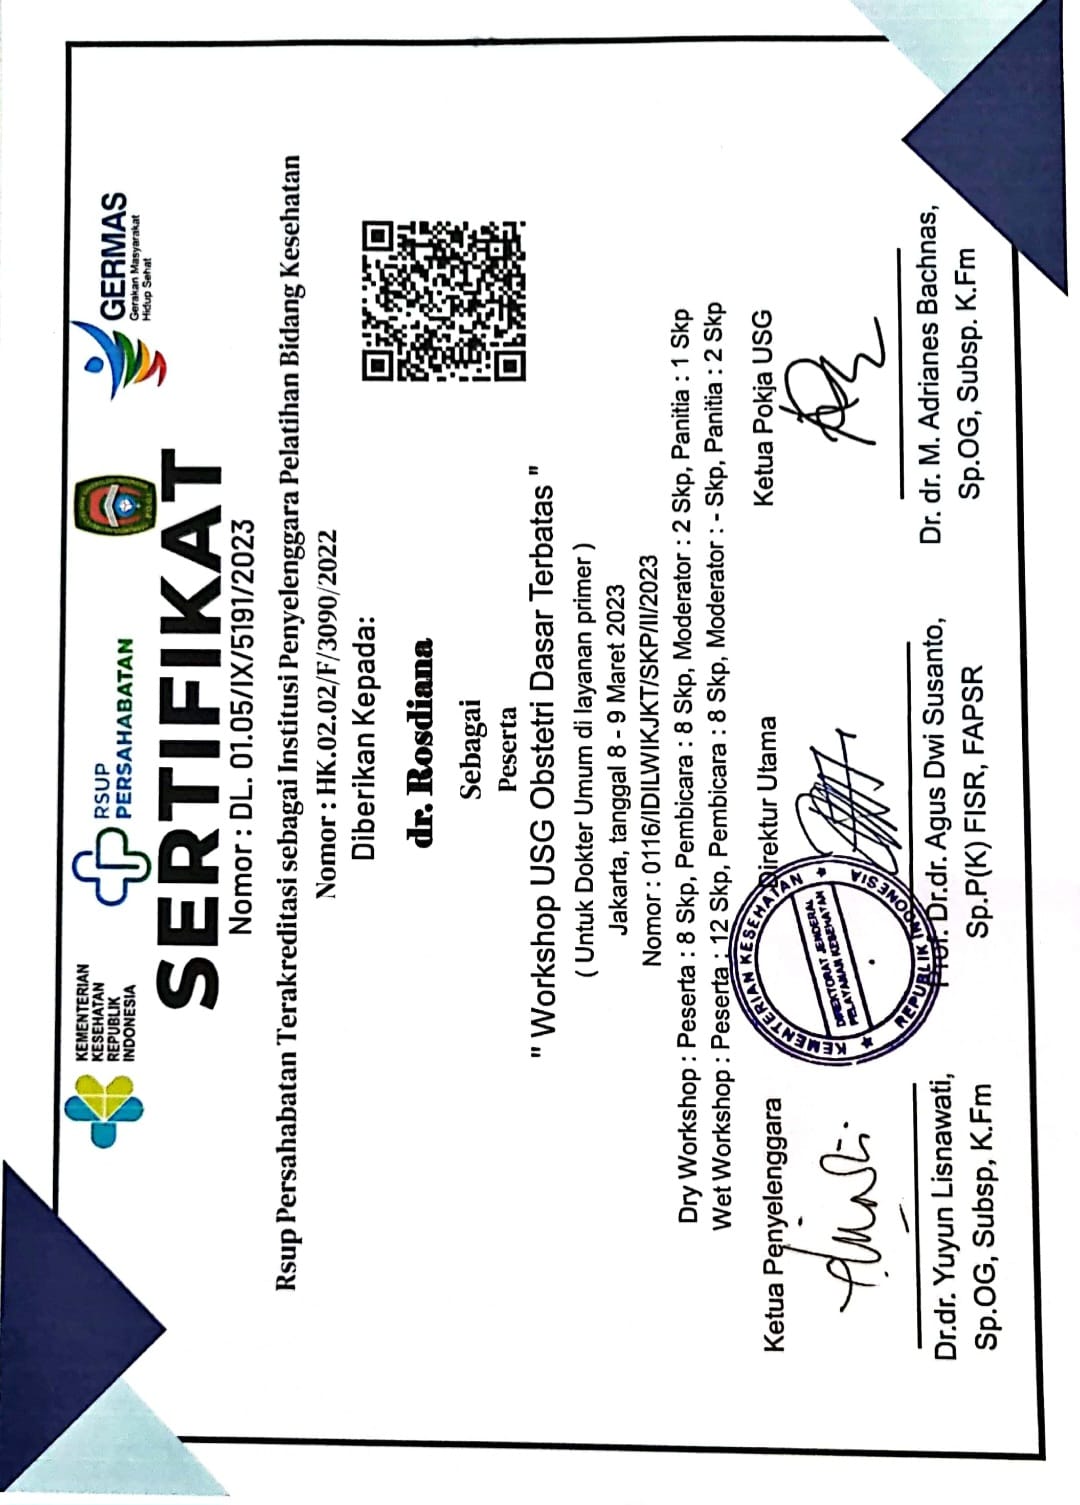 KEMENTERIAN
KESEHATAN
REPUBLIK
INDONESIA
RSUP
PERSAHABATAN
GERMAS
Gerakan Masyarakat
Hidup Sehat
SERTIFIKAT
Nomor : DL. 01.05/IX/5191/2023
Rsup Persahabatan Terakreditasi sebagai Institusi Penyelenggara Pelatihan Bidang Kesehatan
Nomor : HK.02.02/F/3090/2022
Diberikan Kepada:
dr. Rosdiana
Sebagai
Peserta
" Workshop USG Obstetri Dasar Terbatas "
( Untuk Dokter Umum di layanan primer )
Jakarta, tanggal 8 - 9 Maret 2023
Nomor : 0116/IDILWIKJKT/SKP/II/2023
Dry Workshop : Peserta : 8 Skp, Pembicara : 8 Skp, Moderator : 2 Skp, Panitia : 1 Skp
Wet Workshop : Peserta : 12 Skp, Pembicara : 8 Skp, Moderator : - Skp, Panitia : 2 Skp
Ketua Penyelenggara
Dr.dr. Yuyun Lisnawati,
Sp.OG, Subsp, K.Fm
Direktur Utama
KEMENTERIAN KESEHATAN
DIREKTORAT JENDERAL
PELAYANAN KESEHATAN
REPUBLIK INDONESIA
Prof. Dr.dr. Agus Dwi Susanto,
Sp.P(K) FISR, FAPSR
Ketua Pokja USG
Dr. dr. M. Adrianes Bachnas,
Sp.OG, Subsp. K.Fm